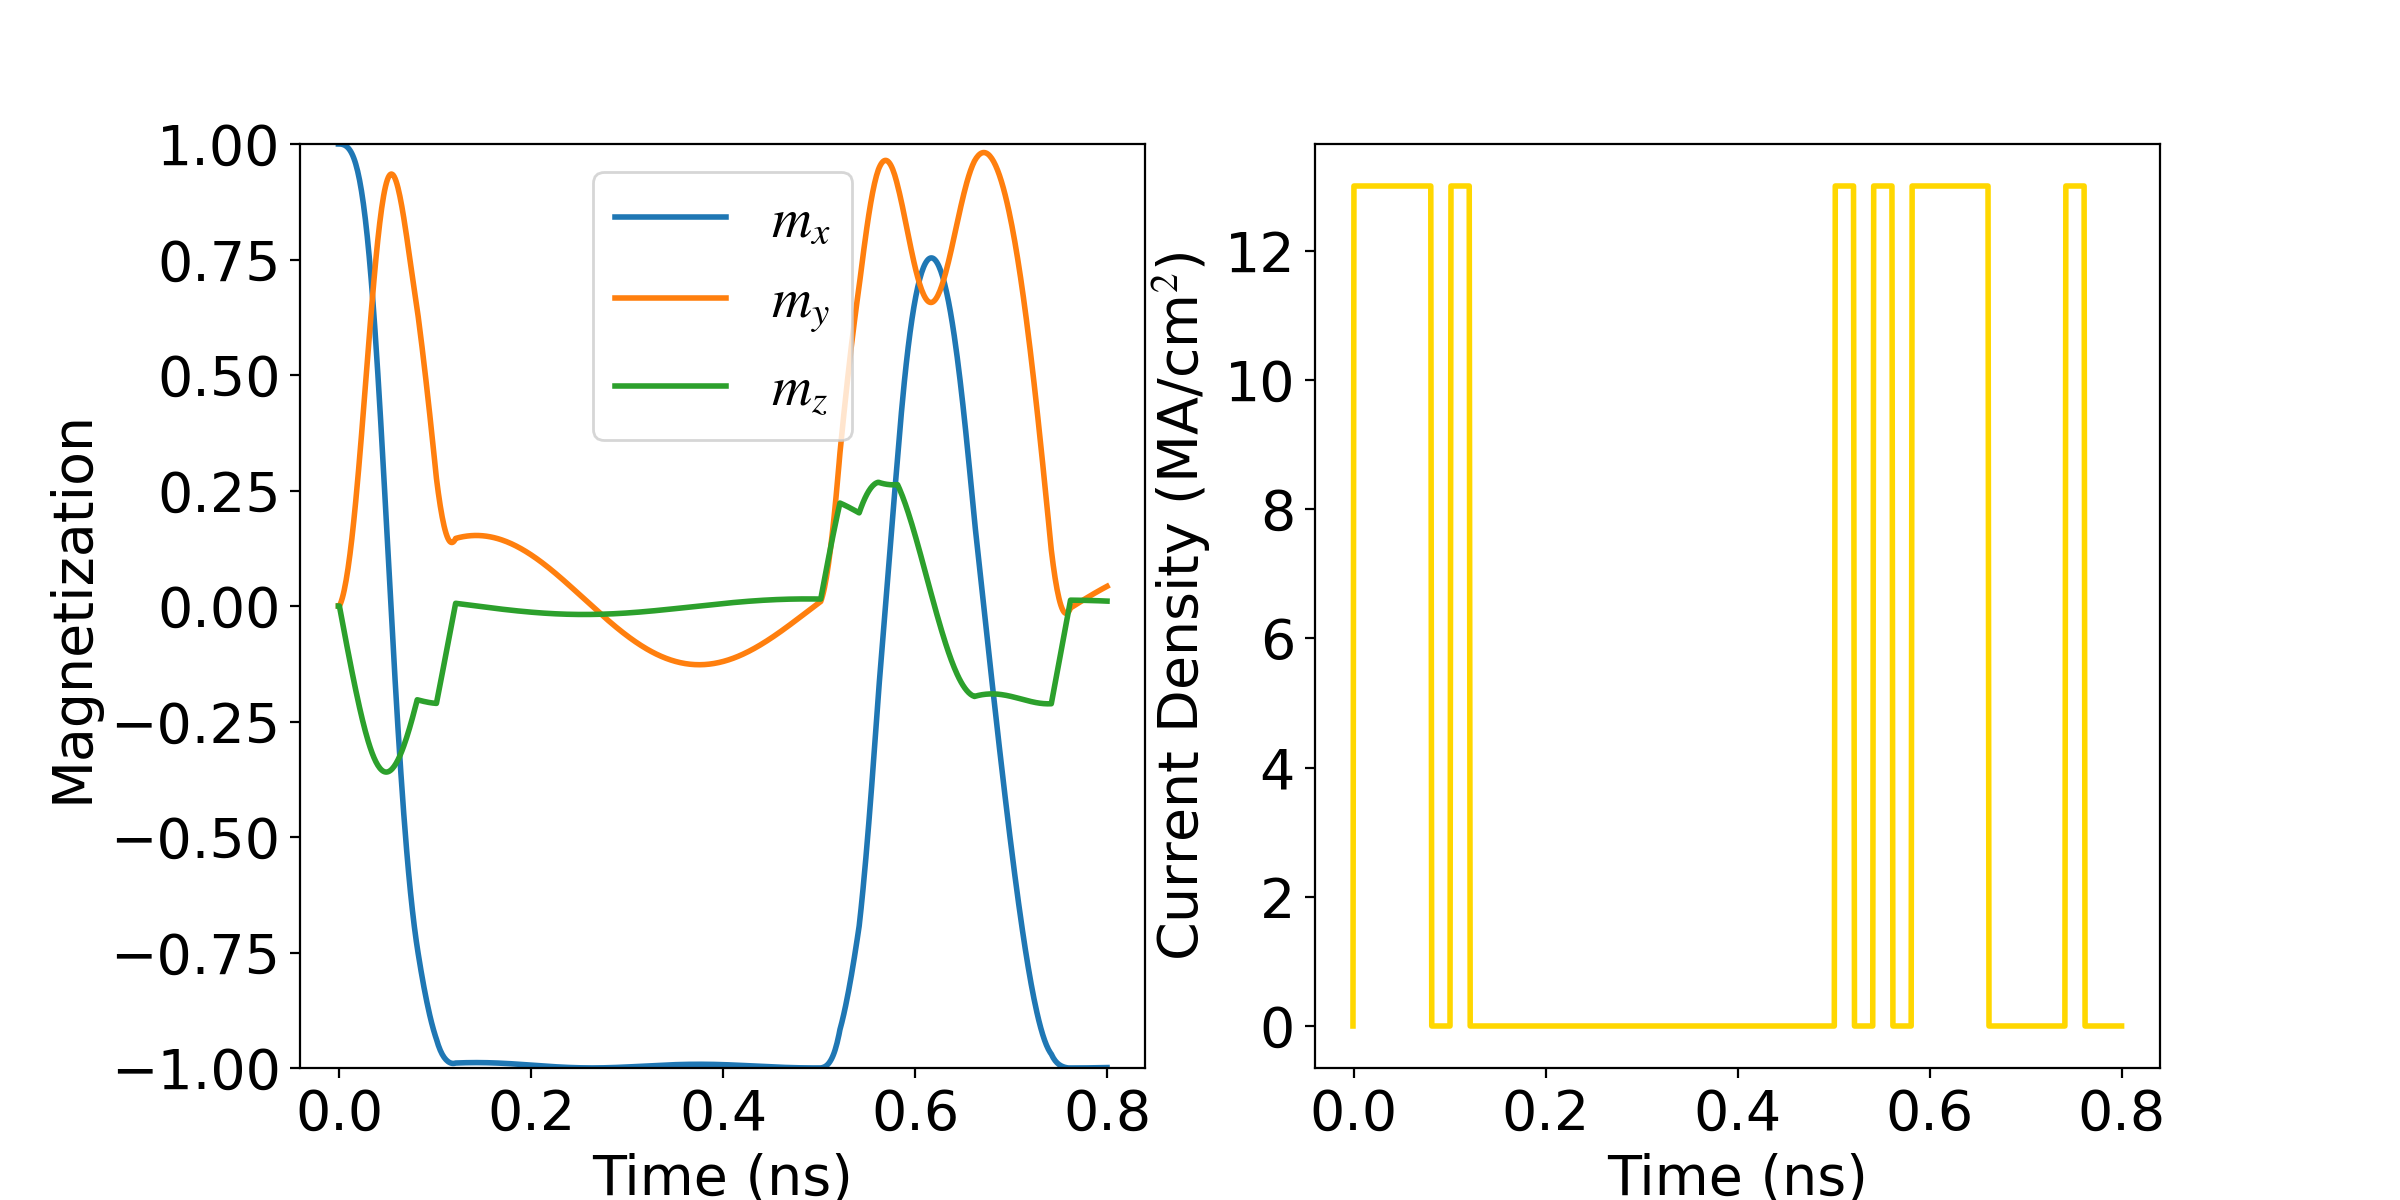 Magnetization
1.00
0.75
0.50
0.25
0.00
−0.25
−0.50
−0.75
−1.00
0.0 0.2 0.4 0.6 0.8
Time (ns)
m_x
m_y
m_z
Current Density (MA/cm²)
12
10
8
6
4
2
0
0.0 0.2 0.4 0.6 0.8
Time (ns)